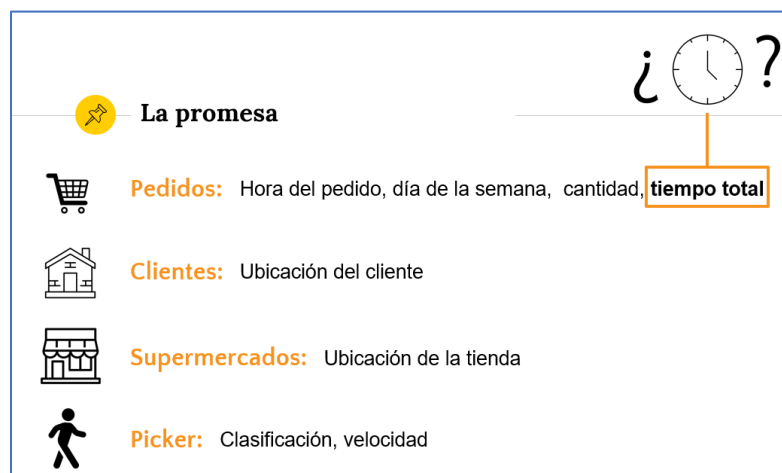 ¿ ?
La promesa
Pedidos: Hora del pedido, día de la semana, cantidad, tiempo total
Clientes: Ubicación del cliente
Supermercados: Ubicación de la tienda
Picker: Clasificación, velocidad